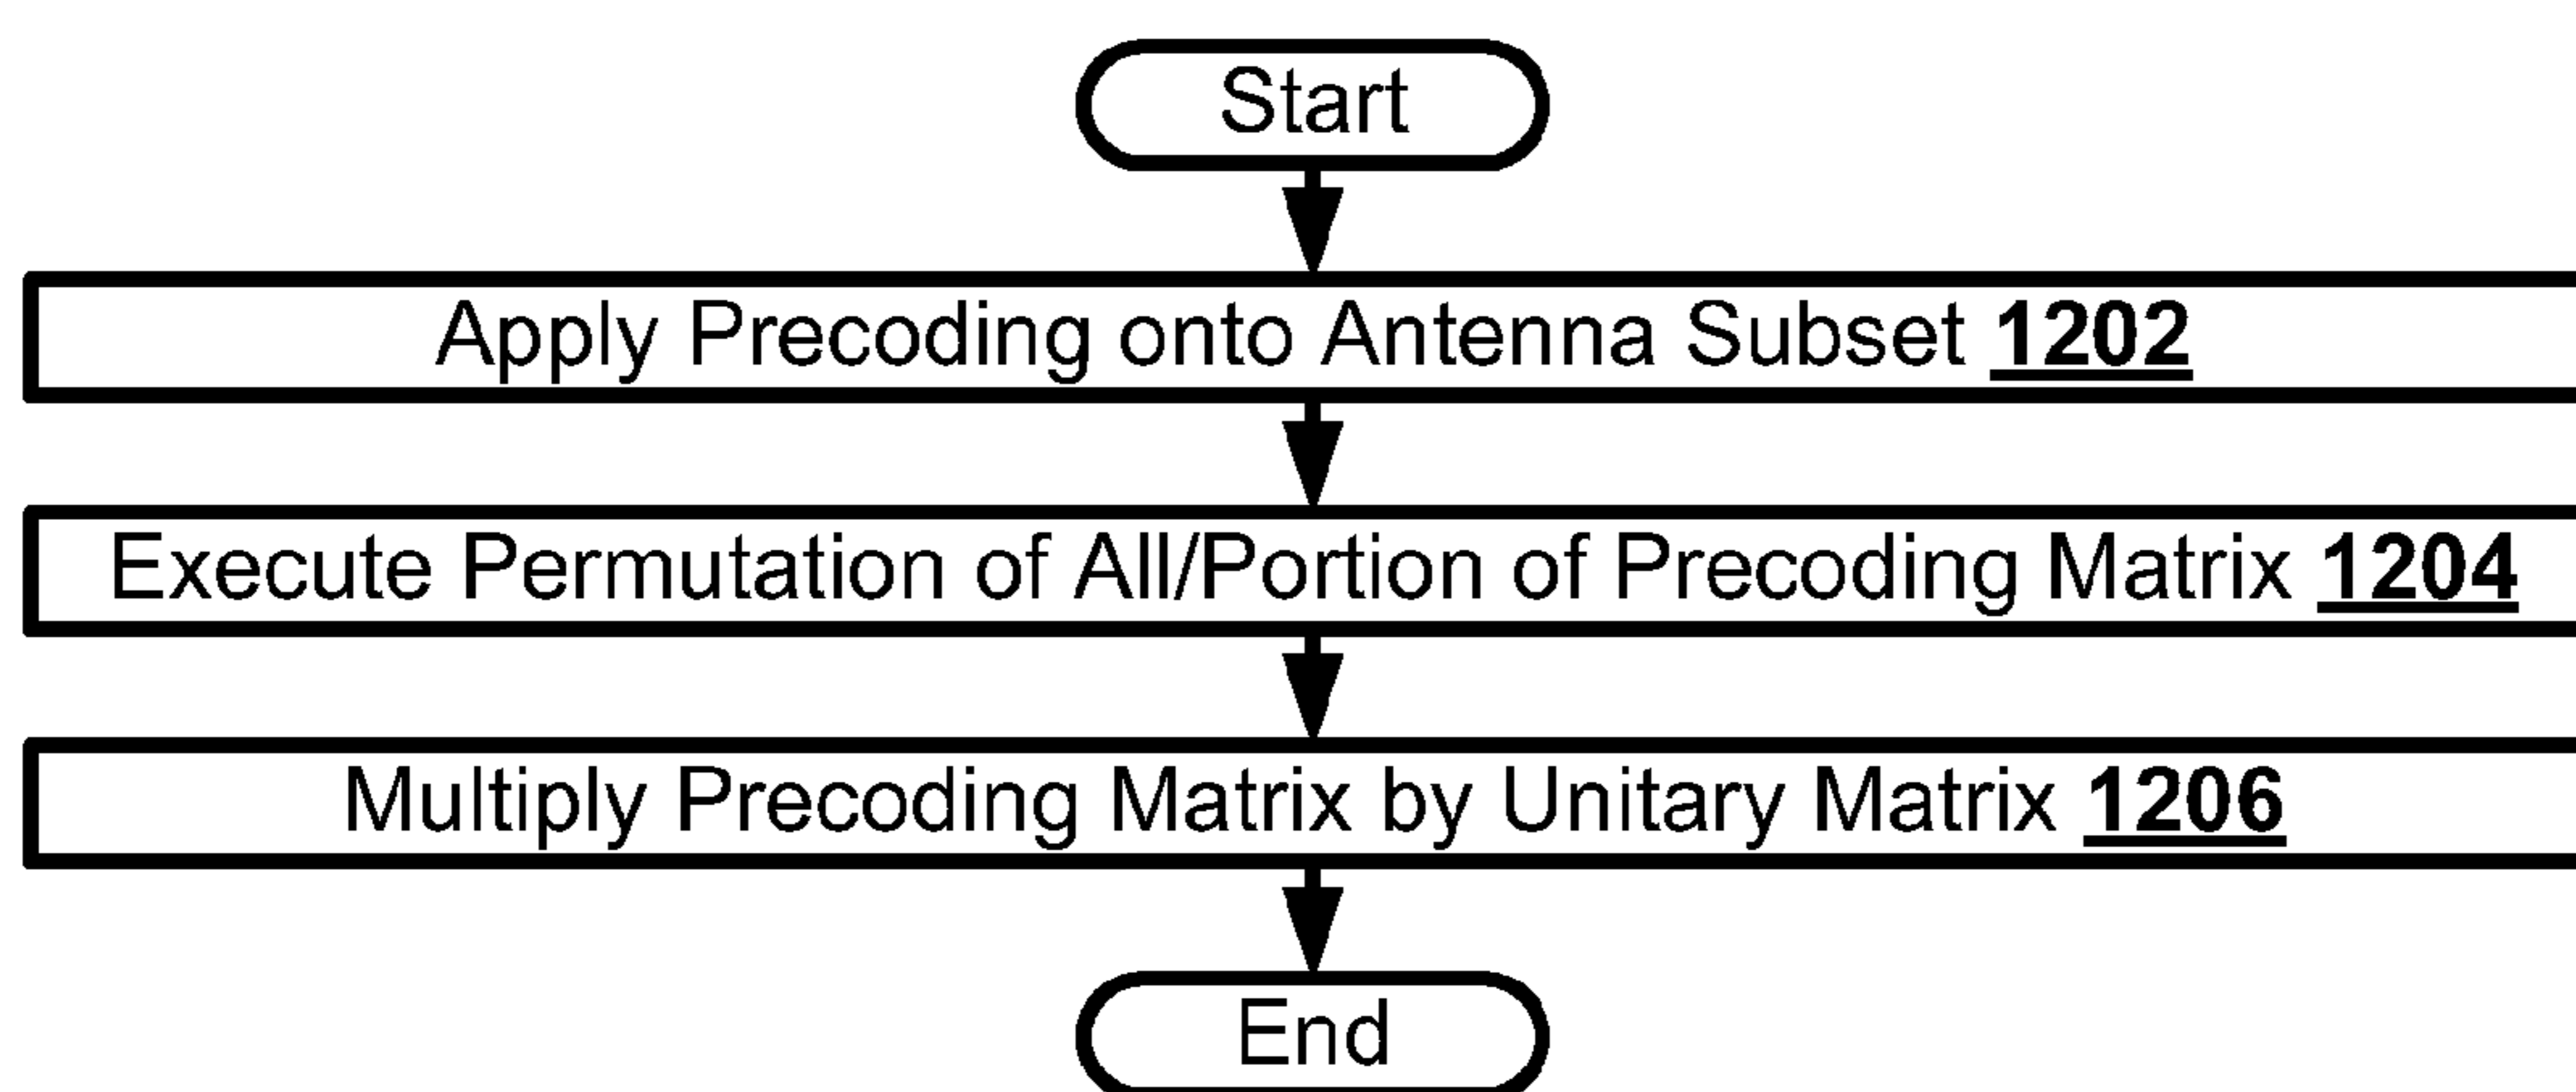 Start
Apply Precoding onto Antenna Subset 1202
Execute Permutation of All/Portion of Precoding Matrix 1204
Multiply Precoding Matrix by Unitary Matrix 1206
End